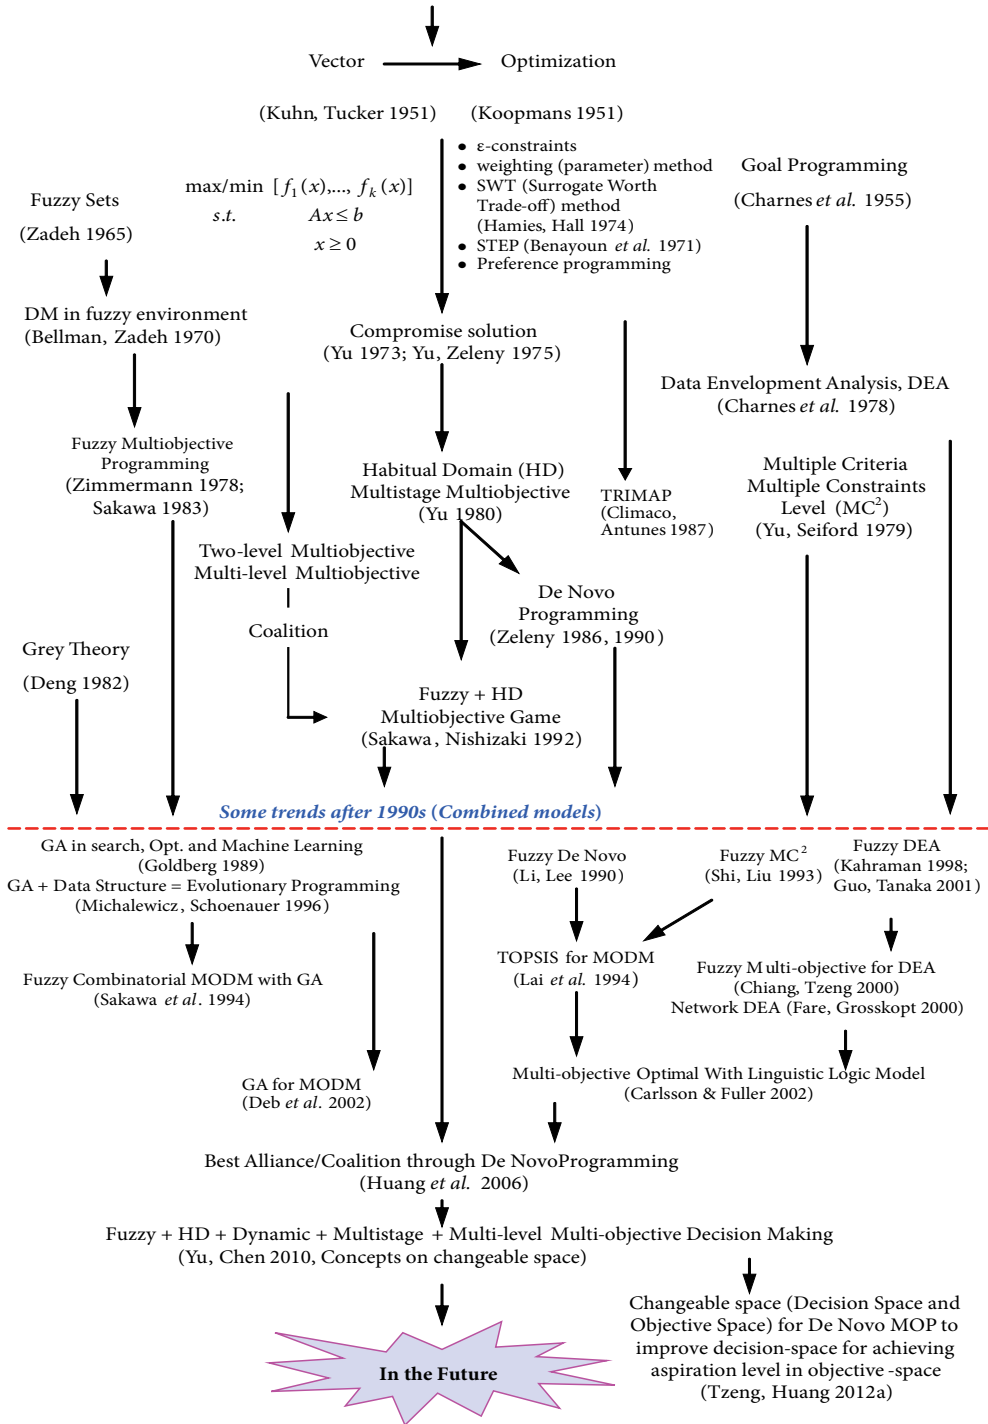 Vector Optimization
(Kuhn, Tucker 1951) (Koopmans 1951)
• ε-constraints
• weighting (parameter) method
• SWT (Surrogate Worth
Trade-off) method
(Hamies, Hall 1974)
• STEP (Benayoun et al. 1971)
• Preference programming
max/min [f₁(x),..., fₖ(x)]
s.t. Ax ≤ b
x ≥ 0
Goal Programming
(Charnes et al. 1955)
Fuzzy Sets
(Zadeh 1965)
DM in fuzzy environment
(Bellman, Zadeh 1970)
Compromise solution
(Yu 1973; Yu, Zeleny 1975)
Data Envelopment Analysis, DEA
(Charnes et al. 1978)
Fuzzy Multiobjective
Programming
(Zimmermann 1978;
Sakawa 1983)
Habitual Domain (HD)
Multistage Multiobjective
(Yu 1980)
TRIMAP
(Climaco,
Antunes 1987)
Multiple Criteria
Multiple Constraints
Level (MC²)
(Yu, Seiford 1979)
Two-level Multiobjective
Multi-level Multiobjective
De Novo
Programming
(Zeleny 1986, 1990)
Coalition
Grey Theory
(Deng 1982)
Fuzzy + HD
Multiobjective Game
(Sakawa, Nishizaki 1992)
Some trends after 1990s (Combined models)
GA in search, Opt. and Machine Learning
(Goldberg 1989)
GA + Data Structure = Evolutionary Programming
(Michalewicz, Schoenauer 1996)
Fuzzy De Novo
(Li, Lee 1990)
Fuzzy MC²
(Shi, Liu 1993)
Fuzzy DEA
(Kahraman 1998;
Guo, Tanaka 2001)
Fuzzy Combinatorial MODM with GA
(Sakawa et al. 1994)
TOPSIS for MODM
(Lai et al. 1994)
Fuzzy Multi-objective for DEA
(Chiang, Tzeng 2000)
Network DEA (Fare, Grosskopt 2000)
GA for MODM
(Deb et al. 2002)
Multi-objective Optimal With Linguistic Logic Model
(Carlsson & Fuller 2002)
Best Alliance/Coalition through De NovoProgramming
(Huang et al. 2006)
Fuzzy + HD + Dynamic + Multistage + Multi-level Multi-objective Decision Making
(Yu, Chen 2010, Concepts on changeable space)
Changeable space (Decision Space and
Objective Space) for De Novo MOP to
improve decision-space for achieving
aspiration level in objective -space
(Tzeng, Huang 2012a)
In the Future